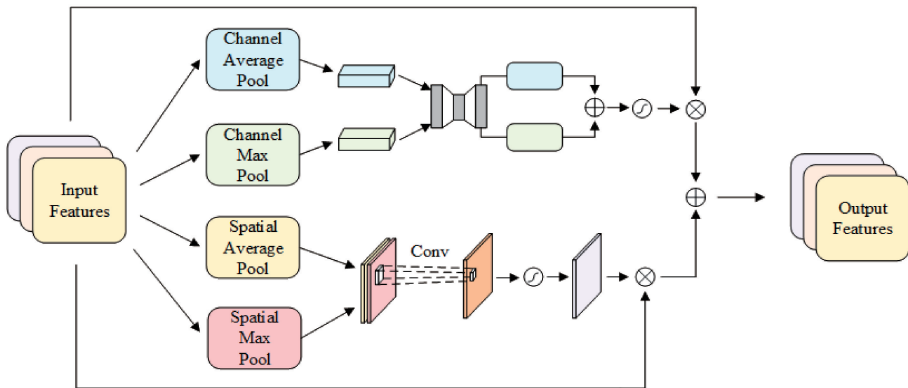 Channel
Average
Pool
Channel
Max
Pool
Input
Features
Spatial
Average
Pool
Conv
Spatial
Max
Pool
Output
Features